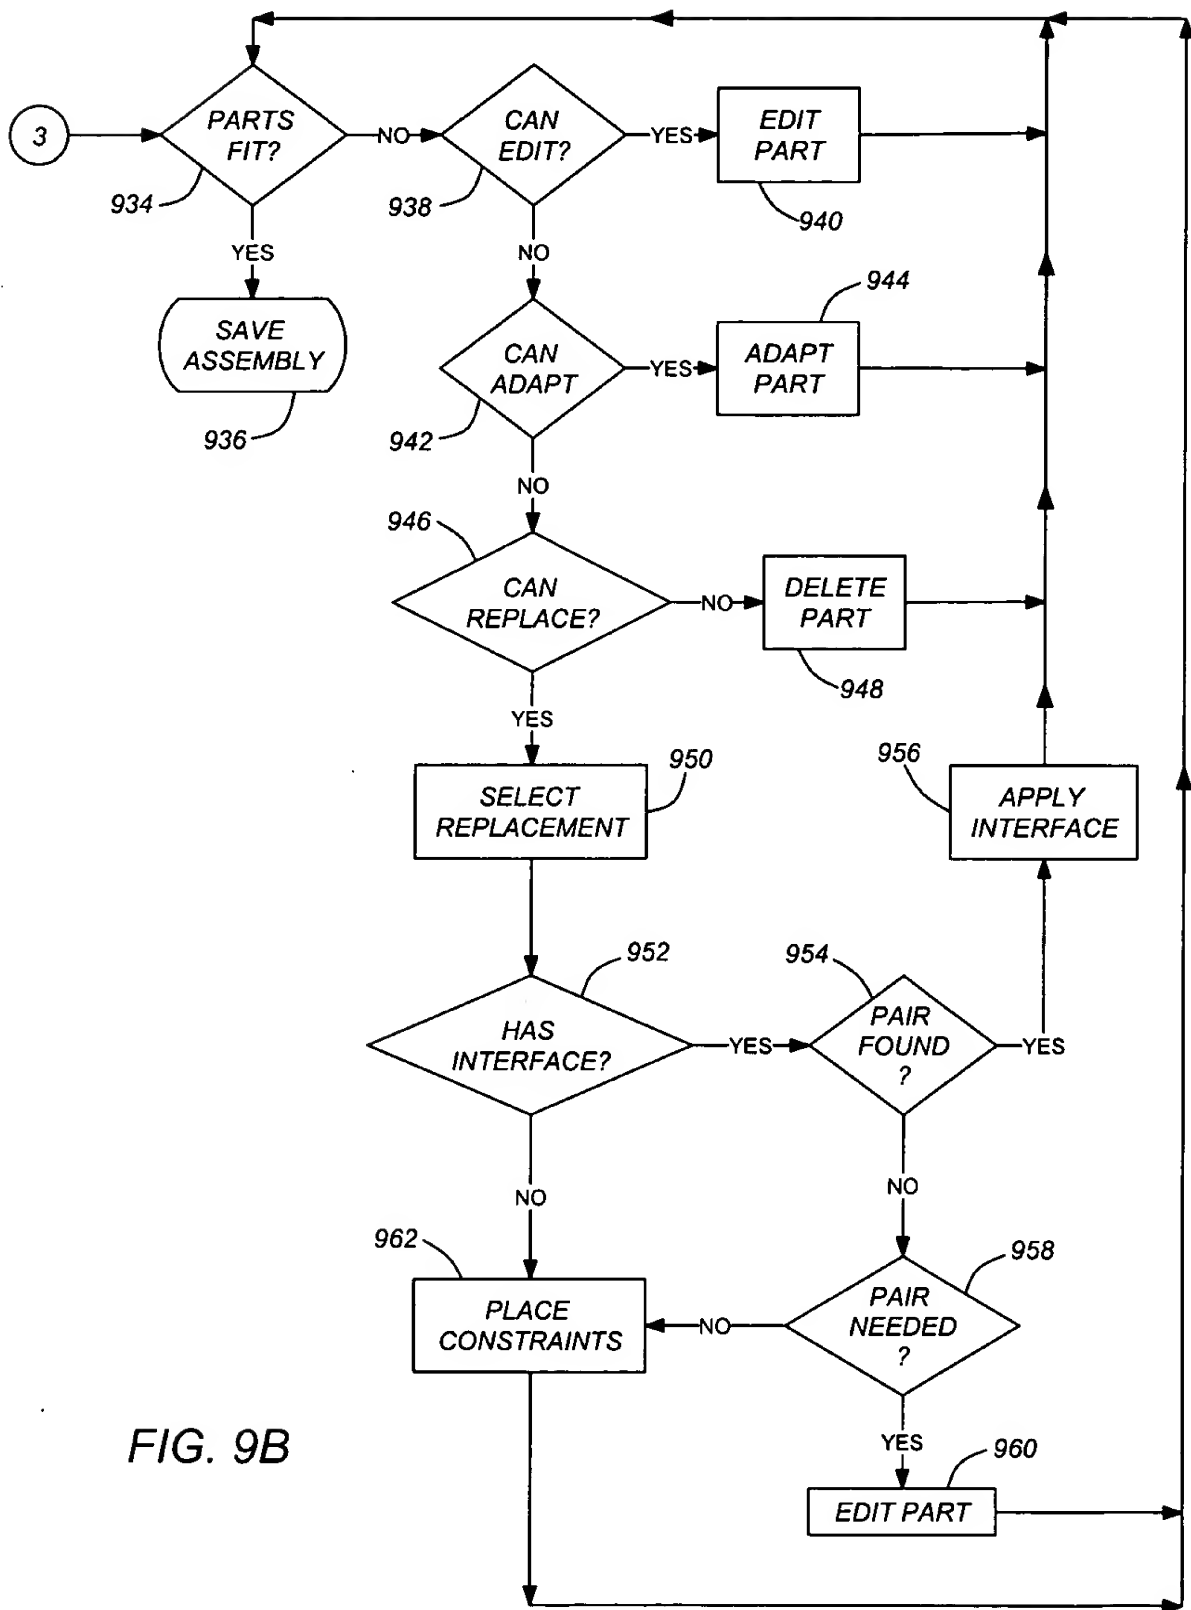 3
PARTS
FIT?
934
NO
CAN
EDIT?
938
YES
EDIT
PART
940
YES
NO
SAVE
ASSEMBLY
936
CAN
ADAPT
942
YES
ADAPT
PART
944
NO
946
CAN
REPLACE?
NO
DELETE
PART
948
YES
SELECT
REPLACEMENT
950
956
APPLY
INTERFACE
952
HAS
INTERFACE?
YES
954
PAIR
FOUND
?
YES
NO
NO
962
PLACE
CONSTRAINTS
NO
PAIR
NEEDED
?
958
YES
960
EDIT PART
FIG. 9B